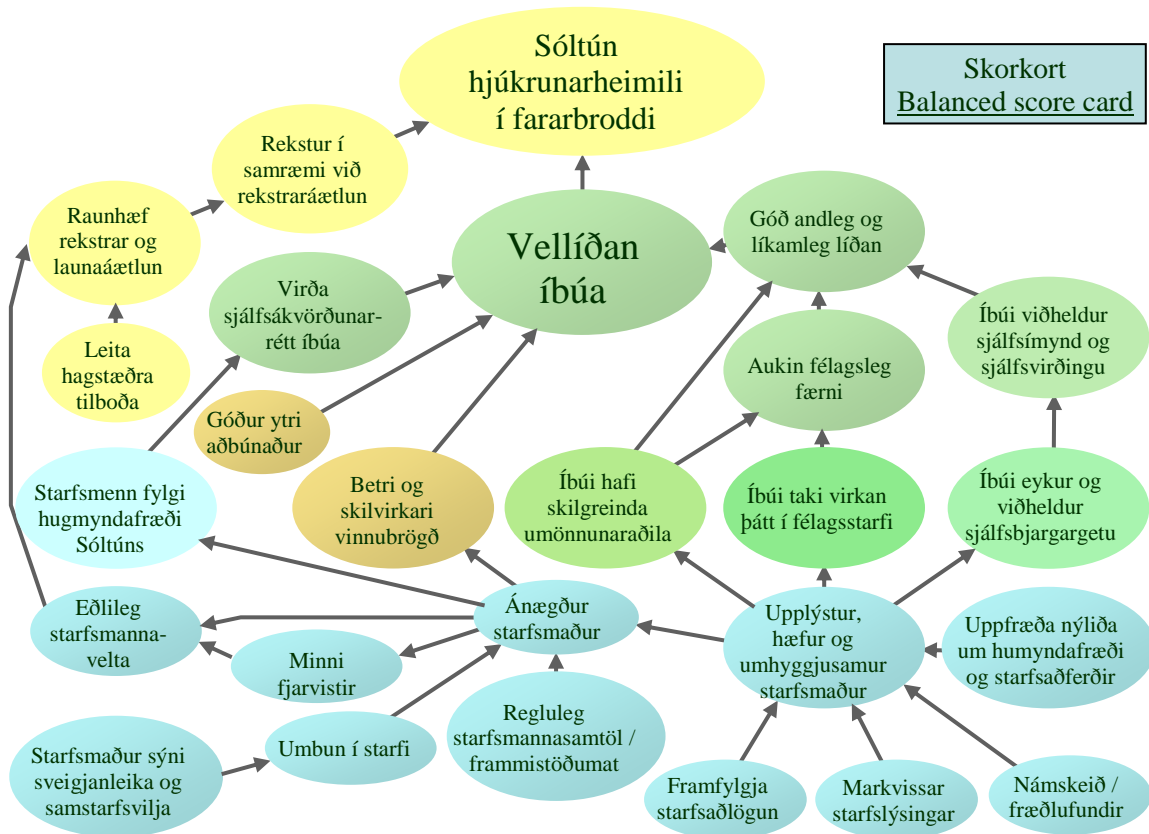 Sóltún
hjúkrunarheimili
í fararbroddi
Skorkort
Balanced score card
Rekstur í
samræmi við
rekstraráætlun
Raunhæf
rekstrar og
launaáætlun
Vellíðan
íbúa
Góð andleg og
líkamleg líðan
Virða
sjálfsákvörðunar-
rétt íbúa
Íbúi viðheldur
sjálfsímynd og
sjálfsvirðingu
Leita
hagstæðra
tilboða
Aukin félagsleg
færni
Góður ytri
aðbúnaður
Starfsmenn fylgi
hugmyndafræði
Sóltúns
Betri og
skilvirkari
vinnubrögð
Íbúi hafi
skilgreinda
umönnunaraðila
Íbúi taki virkan
þátt í félagsstarfi
Íbúi eykur og
viðheldur
sjálfsbjargargetu
Eðlileg
starfsmanna-
velta
Ánægður
starfsmaður
Upplýstur,
hæfur og
umhyggjusamur
starfsmaður
Uppfræða nýliða
um humyndafræði
og starfsaðferðir
Minni
fjarvistir
Starfsmaður sýni
sveigjanleika og
samstarfsvilja
Umbun í starfi
Regluleg
starfsmannasamtöl /
frammistöðumat
Framfylgja
starfsaðlögun
Markvissar
starfslýsingar
Námskeið /
fræðlufundir